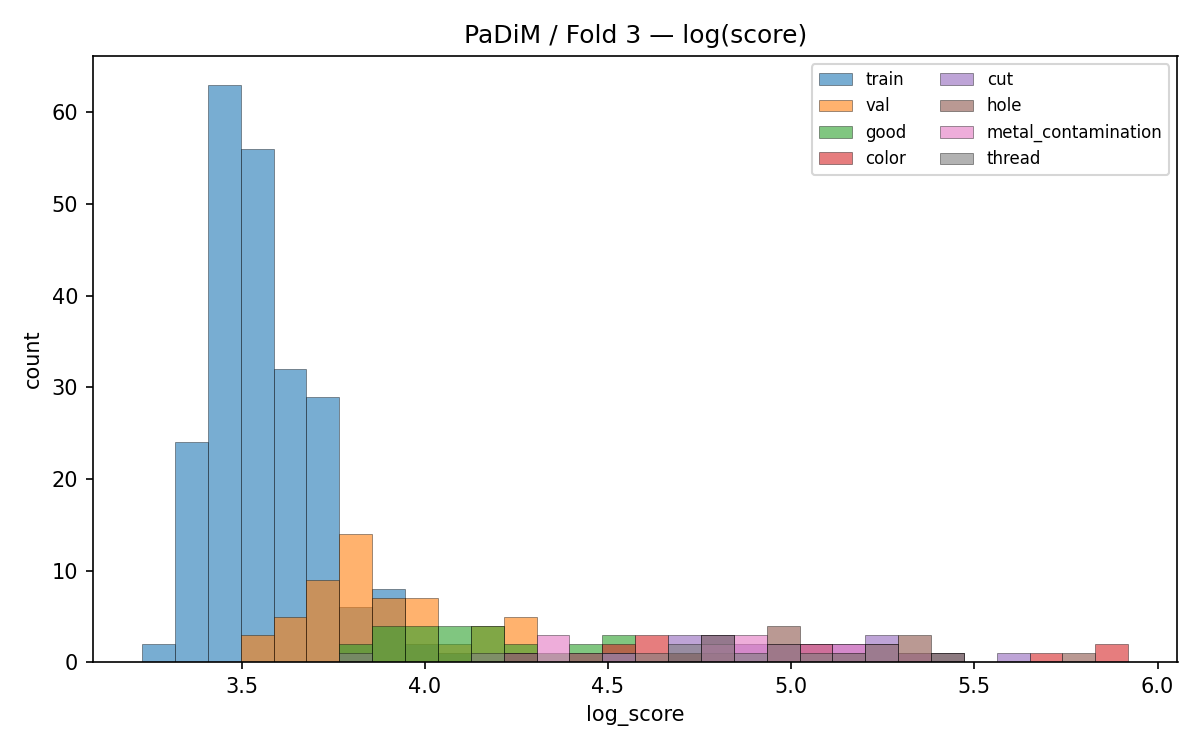 PaDiM / Fold 3 — log(score)
train
val
good
color
cut
hole
metal_contamination
thread
count
60
50
40
30
20
10
0
3.5 4.0 4.5 5.0 5.5 6.0
log_score